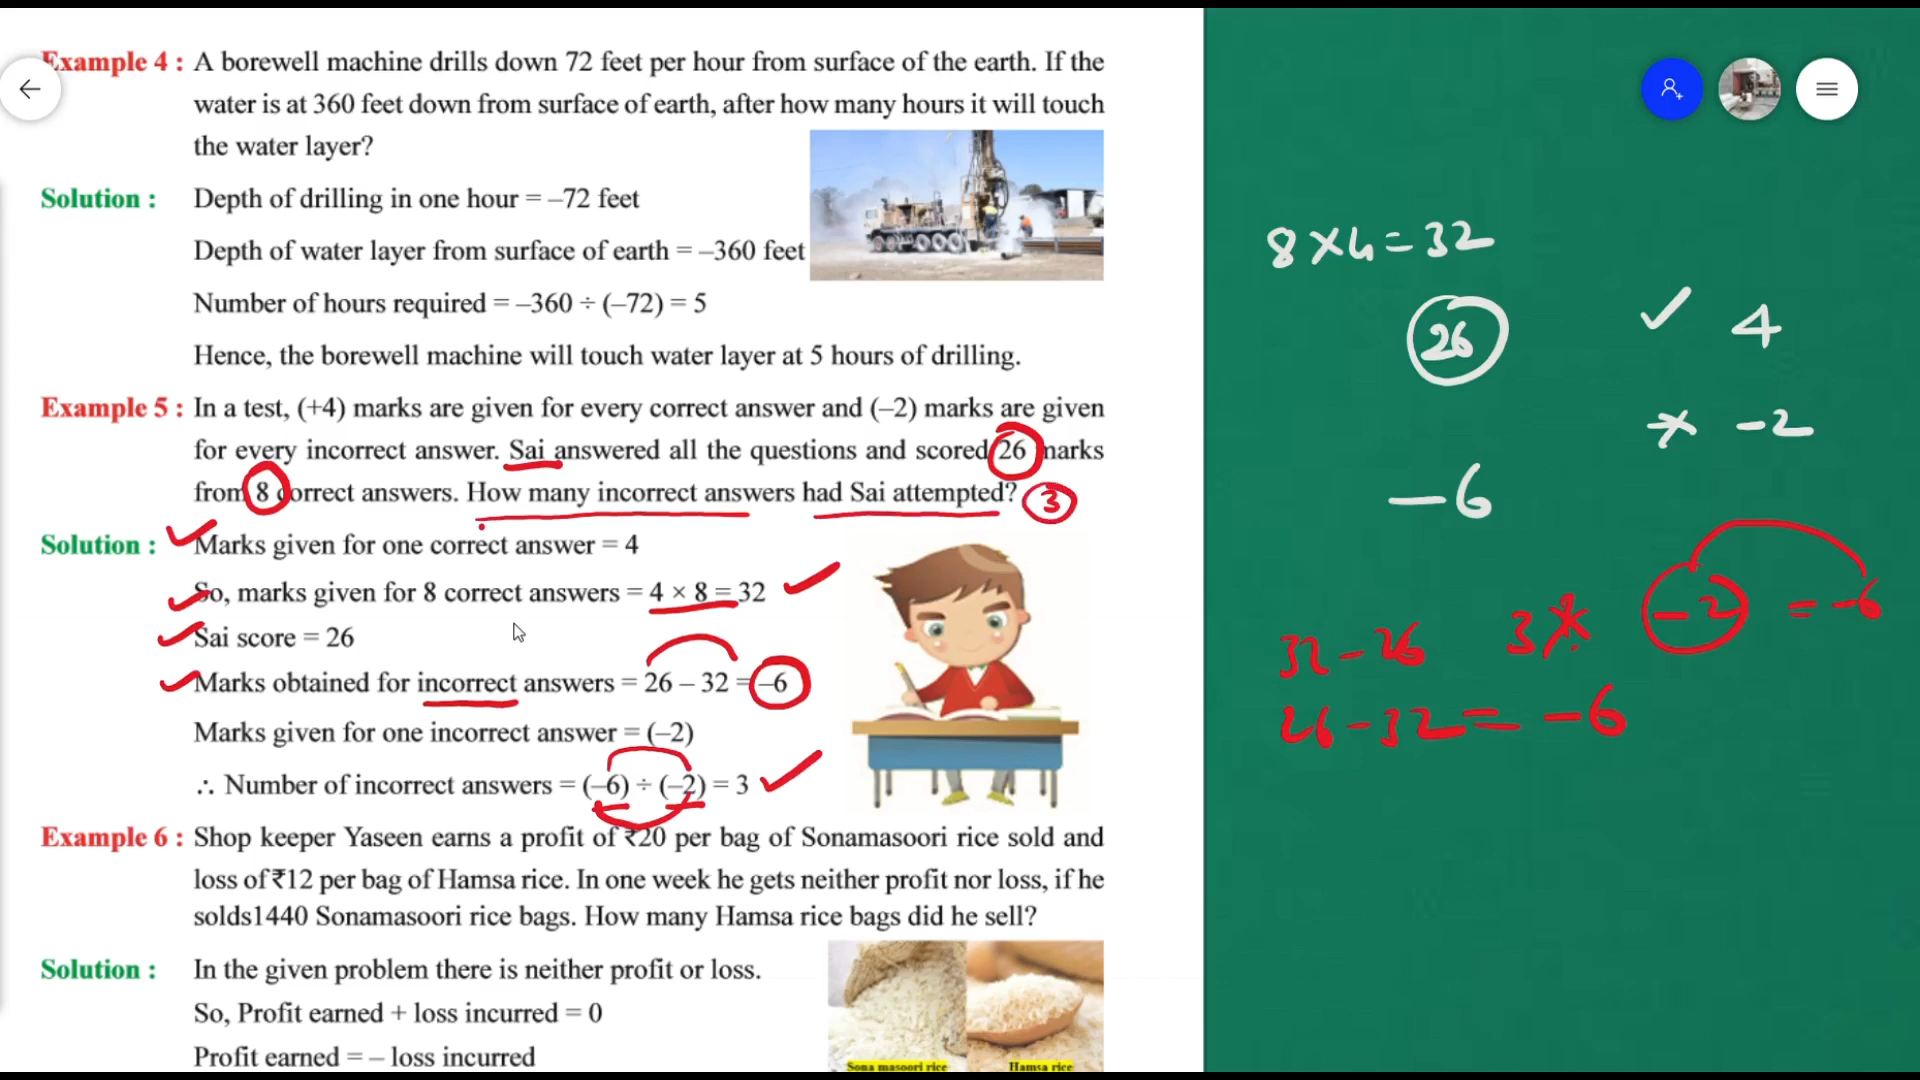 Example 4 : A borewell machine drills down 72 feet per hour from surface of the earth. If the
water is at 360 feet down from surface of earth, after how many hours it will touch
the water layer?
Solution : Depth of drilling in one hour = –72 feet
Depth of water layer from surface of earth = –360 feet
Number of hours required = –360 ÷ (–72) = 5
Hence, the borewell machine will touch water layer at 5 hours of drilling.
Example 5 : In a test, (+4) marks are given for every correct answer and (–2) marks are given
for every incorrect answer. Sai answered all the questions and scored 26 marks
from 8 correct answers. How many incorrect answers had Sai attempted? 3
Solution : Marks given for one correct answer = 4
So, marks given for 8 correct answers = 4 × 8 = 32
Sai score = 26
Marks obtained for incorrect answers = 26 – 32 = –6
Marks given for one incorrect answer = (–2)
∴ Number of incorrect answers = (–6) ÷ (–2) = 3
Example 6 : Shop keeper Yaseen earns a profit of ₹20 per bag of Sonamasoori rice sold and
loss of ₹12 per bag of Hamsa rice. In one week he gets neither profit nor loss, if he
solds1440 Sonamasoori rice bags. How many Hamsa rice bags did he sell?
Solution : In the given problem there is neither profit or loss.
So, Profit earned + loss incurred = 0
Profit earned = – loss incurred
Sona masoori rice
Hamsa rice
8 × 4 = 32
26
✓ 4
× –2
–6
32 – 26
3 ×
–2 = –6
26 – 32 = –6